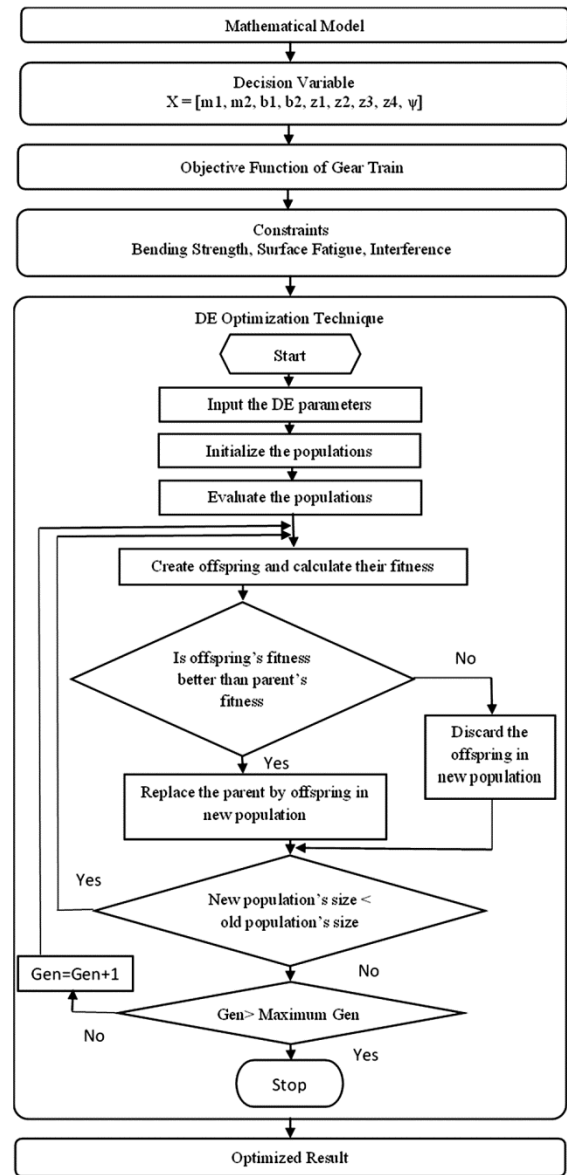 Mathematical Model
Decision Variable
X = [m1, m2, b1, b2, z1, z2, z3, z4, ψ]
Objective Function of Gear Train
Constraints
Bending Strength, Surface Fatigue, Interference
DE Optimization Technique
Start
Input the DE parameters
Initialize the populations
Evaluate the populations
Create offspring and calculate their fitness
Is offspring's fitness
better than parent's
fitness
No
Discard the
offspring in
new population
Yes
Replace the parent by offspring in
new population
Yes
New population's size <
old population's size
No
Gen=Gen+1
Gen> Maximum Gen
No
Yes
Stop
Optimized Result